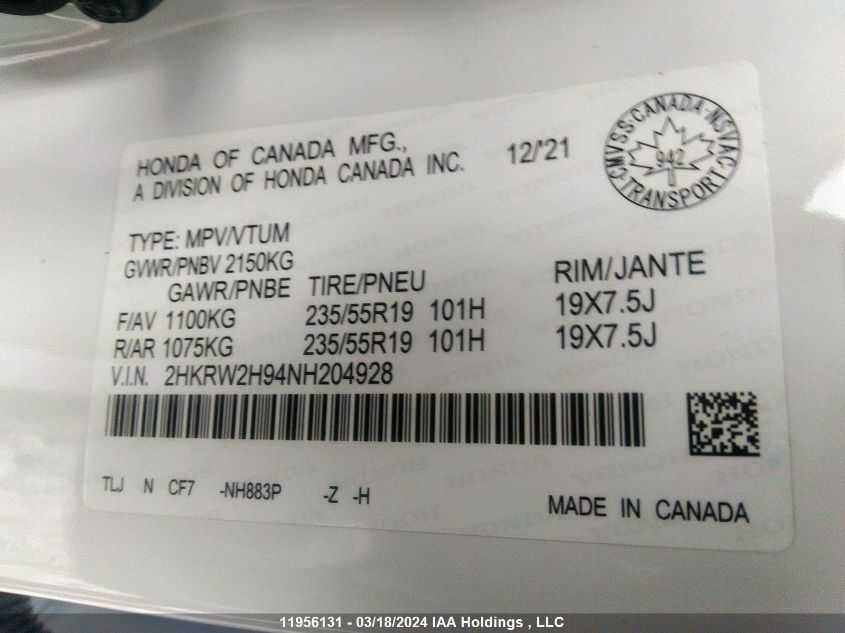 HONDA OF CANADA MFG.,
A DIVISION OF HONDA CANADA INC.
12/'21
CMVSS·CANADA·NSVAC
942
TRANSPORT
TYPE: MPV/VTUM
GVWR/PNBV 2150KG
GAWR/PNBE TIRE/PNEU RIM/JANTE
F/AV 1100KG 235/55R19 101H 19X7.5J
R/AR 1075KG 235/55R19 101H 19X7.5J
V.I.N. 2HKRW2H94NH204928
TLJ N CF7 -NH883P -Z -H
MADE IN CANADA
11956131 - 03/18/2024 IAA Holdings , LLC